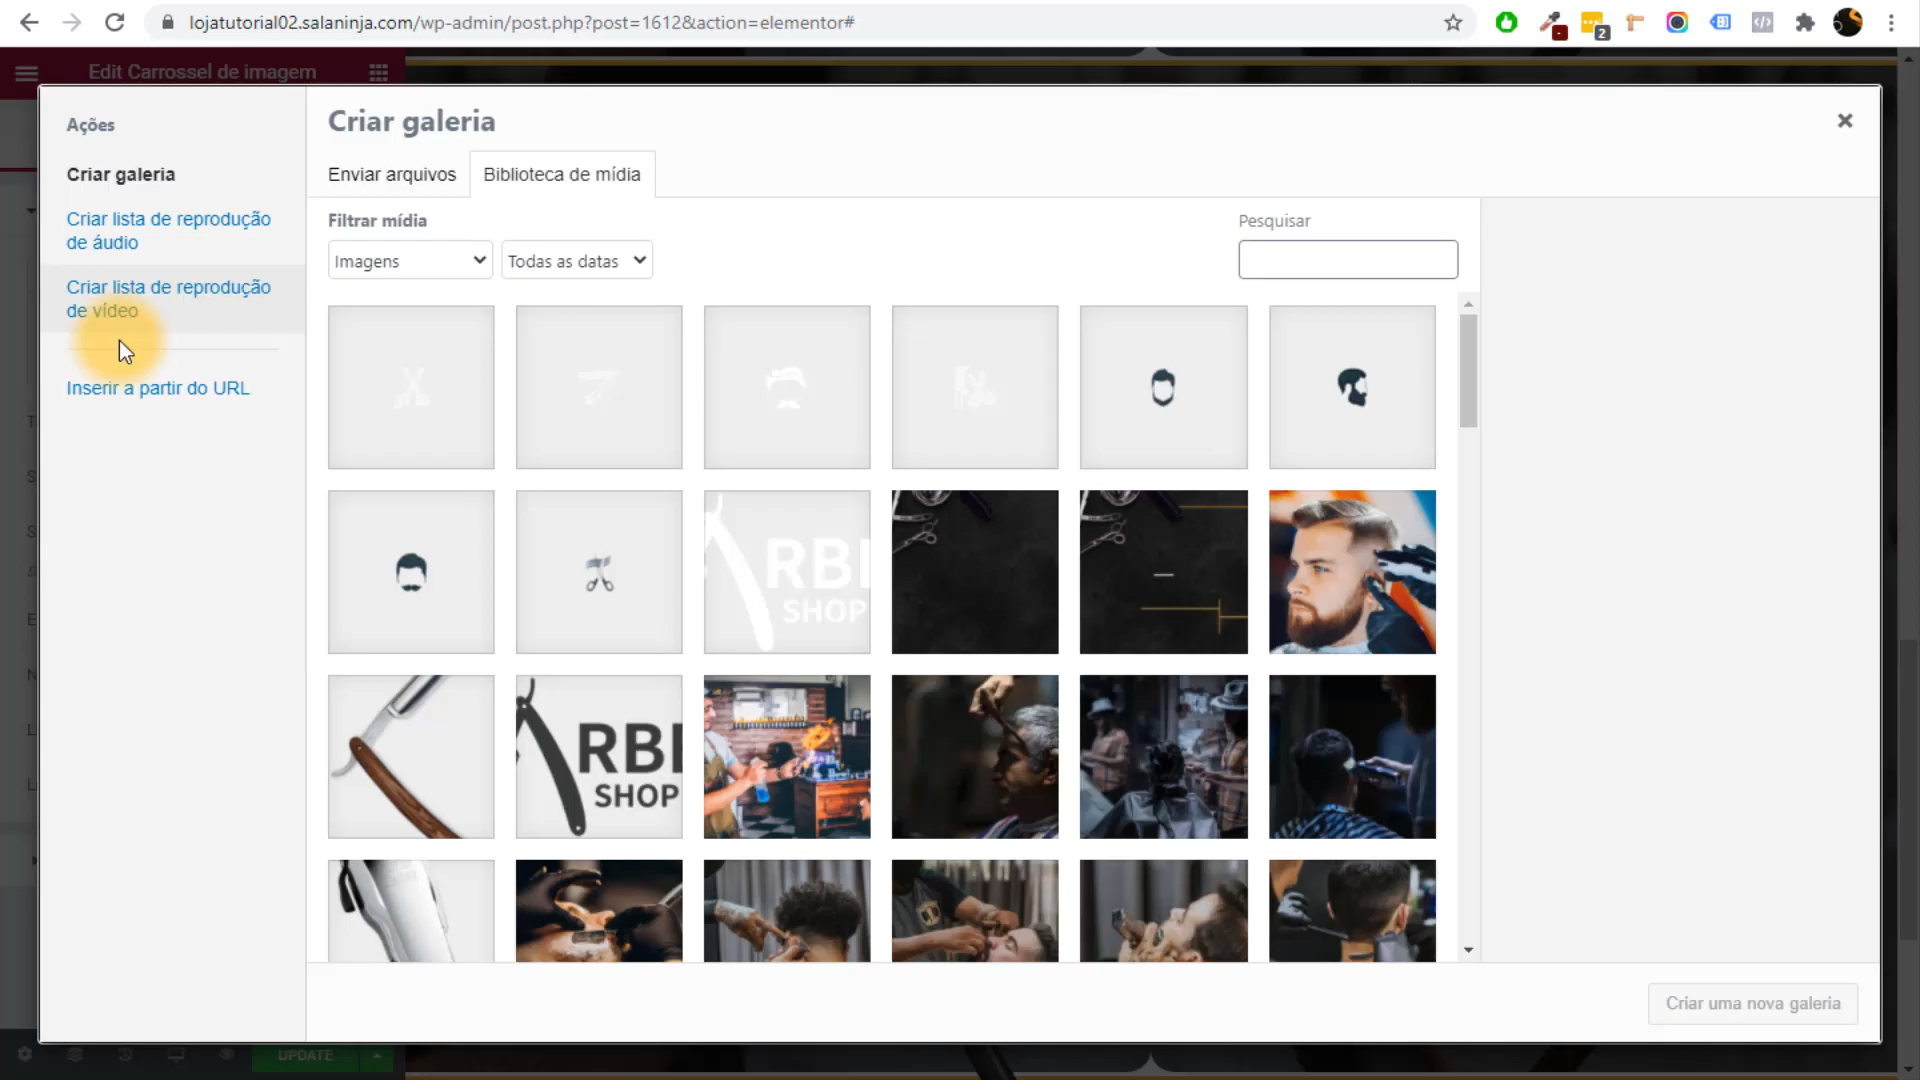 lojatutorial02.salaninja.com/wp-admin/post.php?post=1612&action=elementor#
2
Edit Carrossel de imagem
Ações
Criar galeria
Criar lista de reprodução
de áudio
Criar lista de reprodução
de vídeo
Inserir a partir do URL
Criar galeria
Enviar arquivos
Biblioteca de mídia
Filtrar mídia
Imagens
Todas as datas
Pesquisar
RBI
SHOP
RBI
SHOP
Criar uma nova galeria
UPDATE